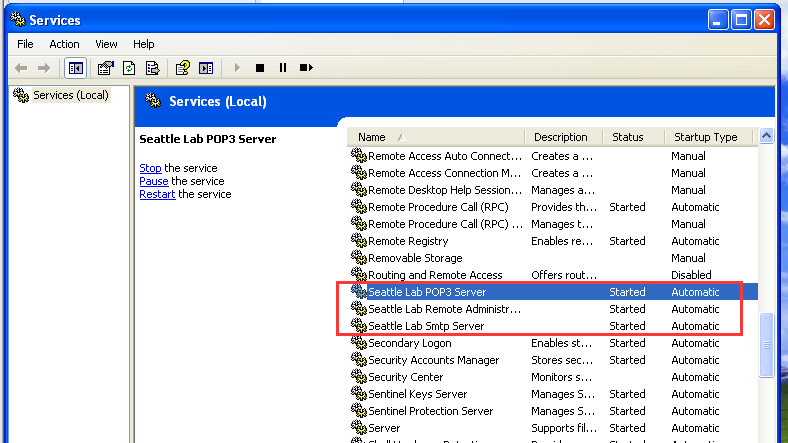 Services
File Action View Help
Services (Local)
Services (Local)
Seattle Lab POP3 Server
Stop the service
Pause the service
Restart the service
Name Description Status Startup Type
Remote Access Auto Connect... Creates a ... Manual
Remote Access Connection M... Creates a ... Manual
Remote Desktop Help Session... Manages a... Manual
Remote Procedure Call (RPC) Provides th... Started Automatic
Remote Procedure Call (RPC) ... Manages t... Manual
Remote Registry Enables re... Started Automatic
Removable Storage Manual
Routing and Remote Access Offers rout... Disabled
Seattle Lab POP3 Server Started Automatic
Seattle Lab Remote Administr... Started Automatic
Seattle Lab Smtp Server Started Automatic
Secondary Logon Enables st... Started Automatic
Security Accounts Manager Stores sec... Started Automatic
Security Center Monitors s... Automatic
Sentinel Keys Server Manages S... Started Automatic
Sentinel Protection Server Manages S... Started Automatic
Server Supports fil... Started Automatic